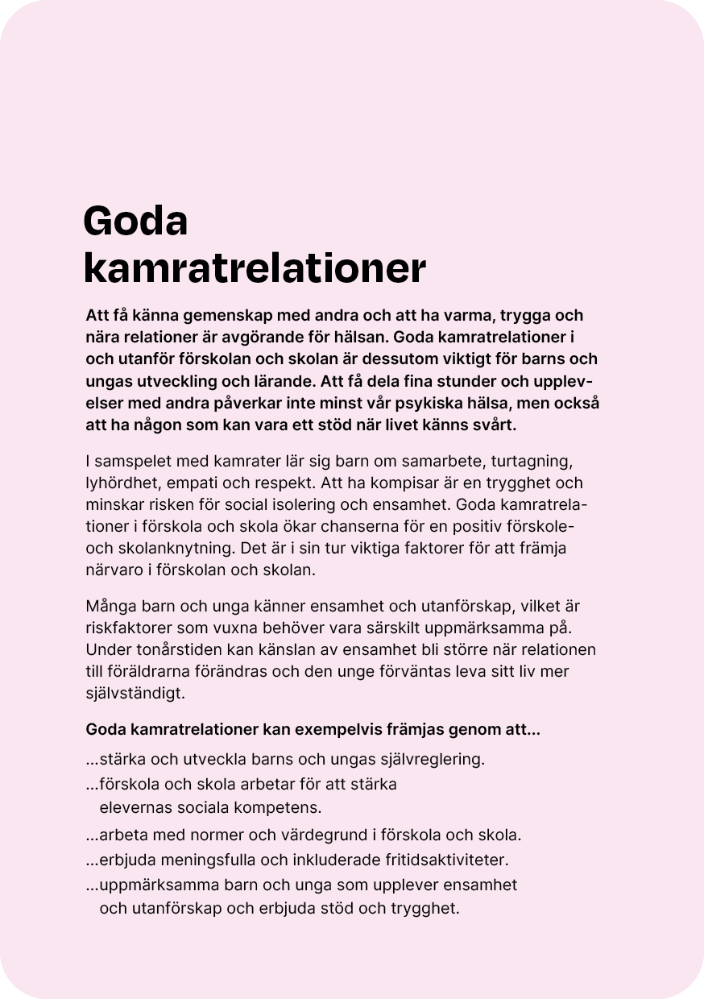 Goda
kamratrelationer
Att få känna gemenskap med andra och att ha varma, trygga och
nära relationer är avgörande för hälsan. Goda kamratrelationer i
och utanför förskolan och skolan är dessutom viktigt för barns och
ungas utveckling och lärande. Att få dela fina stunder och upplev-
elser med andra påverkar inte minst vår psykiska hälsa, men också
att ha någon som kan vara ett stöd när livet känns svårt.
I samspelet med kamrater lär sig barn om samarbete, turtagning,
lyhördhet, empati och respekt. Att ha kompisar är en trygghet och
minskar risken för social isolering och ensamhet. Goda kamratrela-
tioner i förskola och skola ökar chanserna för en positiv förskole-
och skolanknytning. Det är i sin tur viktiga faktorer för att främja
närvaro i förskolan och skolan.
Många barn och unga känner ensamhet och utanförskap, vilket är
riskfaktorer som vuxna behöver vara särskilt uppmärksamma på.
Under tonårstiden kan känslan av ensamhet bli större när relationen
till föräldrarna förändras och den unge förväntas leva sitt liv mer
självständigt.
Goda kamratrelationer kan exempelvis främjas genom att...
...stärka och utveckla barns och ungas självreglering.
...förskola och skola arbetar för att stärka
elevernas sociala kompetens.
...arbeta med normer och värdegrund i förskola och skola.
...erbjuda meningsfulla och inkluderade fritidsaktiviteter.
...uppmärksamma barn och unga som upplever ensamhet
och utanförskap och erbjuda stöd och trygghet.